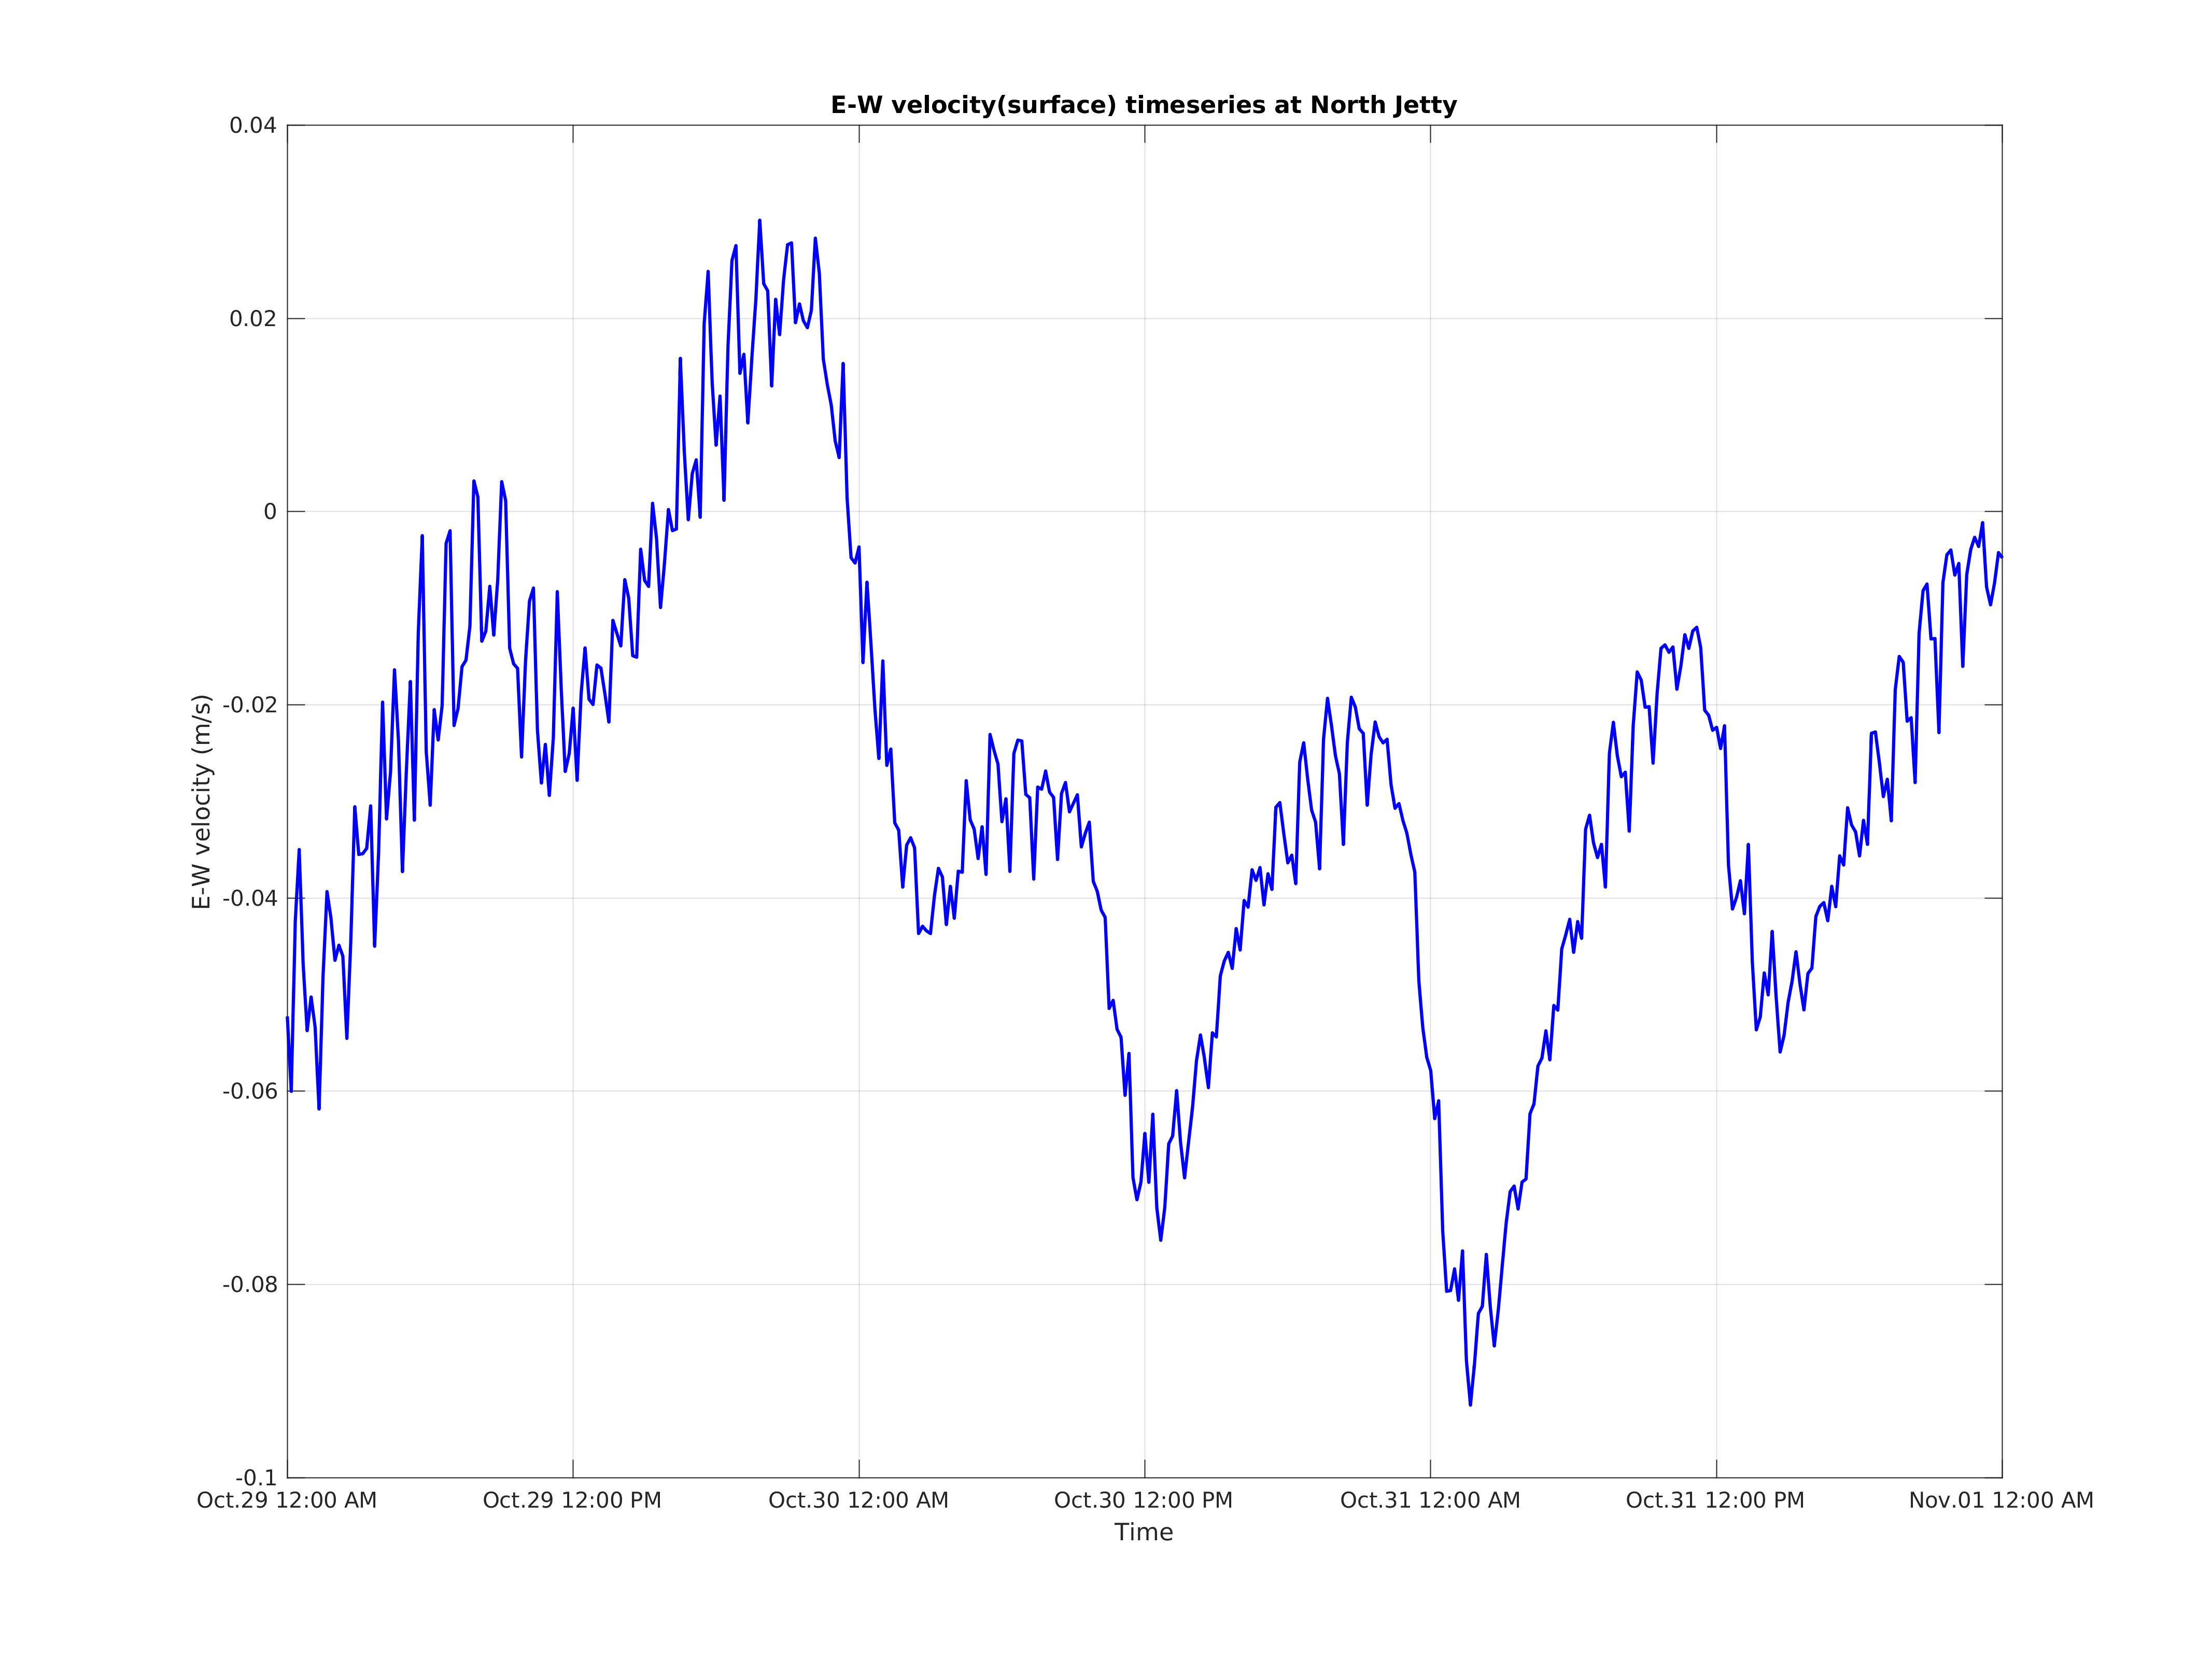 E-W velocity(surface) timeseries at North Jetty
0.04
0.02
0
-0.02
-0.04
-0.06
-0.08
-0.1
E-W velocity (m/s)
Oct.29 12:00 AM Oct.29 12:00 PM Oct.30 12:00 AM Oct.30 12:00 PM Oct.31 12:00 AM Oct.31 12:00 PM Nov.01 12:00 AM
Time